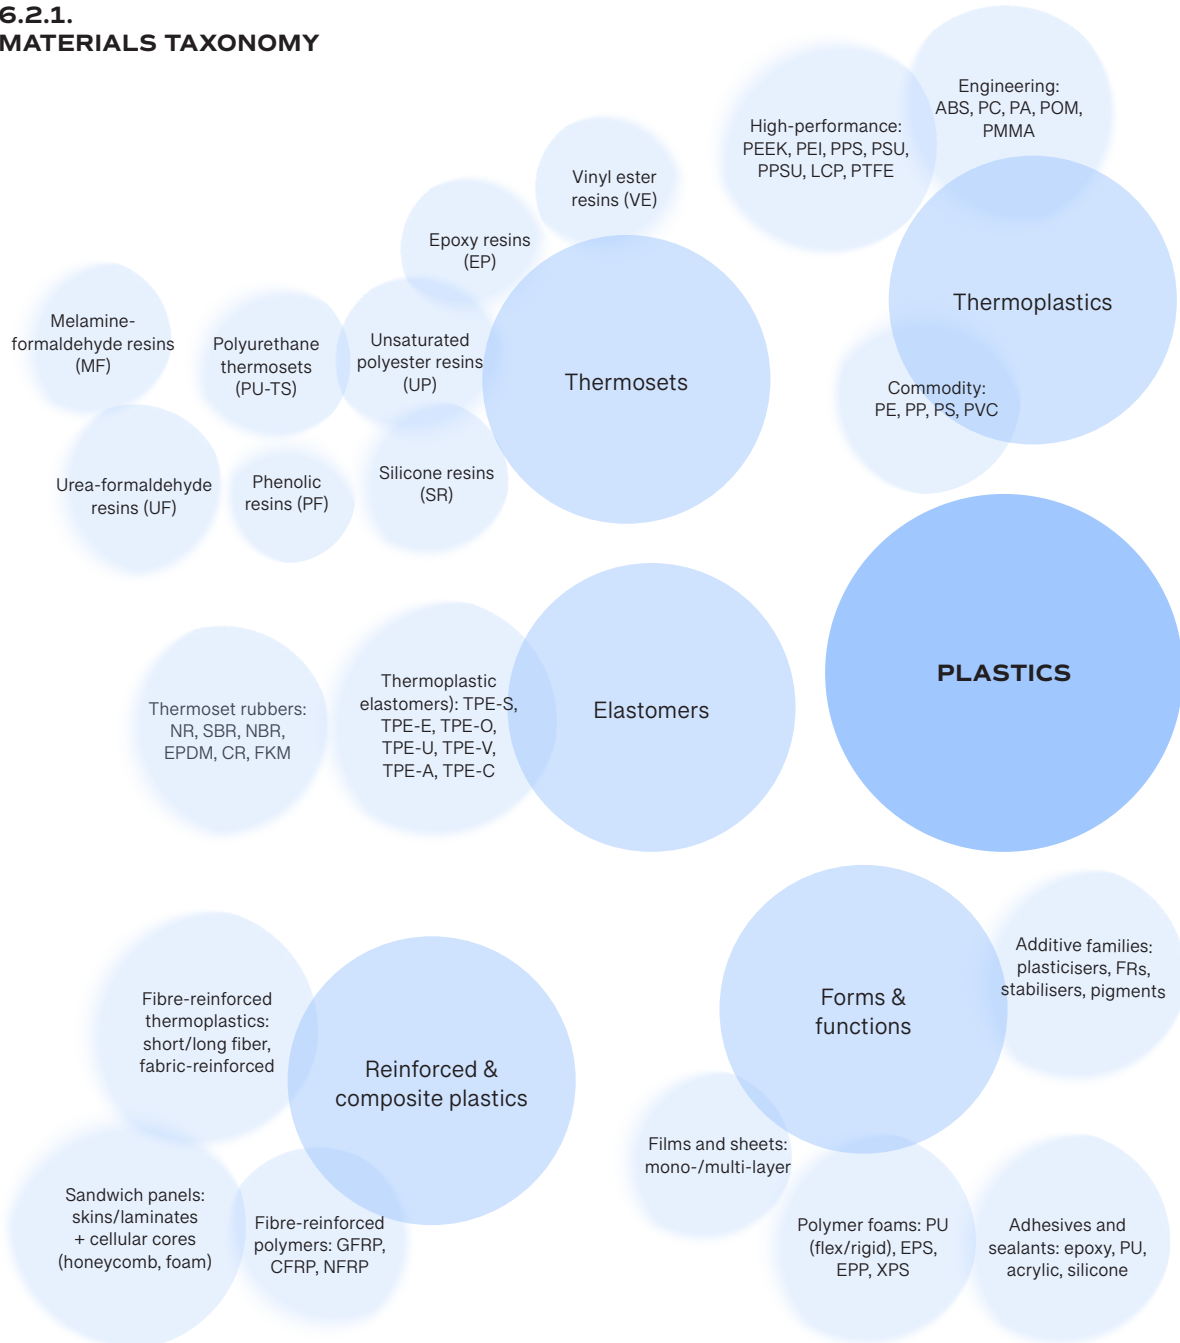 6.2.1.
MATERIALS TAXONOMY
Engineering:
ABS, PC, PA, POM,
PMMA
High-performance:
PEEK, PEI, PPS, PSU,
PPSU, LCP, PTFE
Thermoplastics
Commodity:
PE, PP, PS, PVC
Vinyl ester
resins (VE)
Epoxy resins
(EP)
Melamine-
formaldehyde resins
(MF)
Polyurethane
thermosets
(PU-TS)
Unsaturated
polyester resins
(UP)
Thermosets
Urea-formaldehyde
resins (UF)
Phenolic
resins (PF)
Silicone resins
(SR)
PLASTICS
Thermoset rubbers:
NR, SBR, NBR,
EPDM, CR, FKM
Thermoplastic
elastomers): TPE-S,
TPE-E, TPE-O,
TPE-U, TPE-V,
TPE-A, TPE-C
Elastomers
Fibre-reinforced
thermoplastics:
short/long fiber,
fabric-reinforced
Reinforced &
composite plastics
Sandwich panels:
skins/laminates
+ cellular cores
(honeycomb, foam)
Fibre-reinforced
polymers: GFRP,
CFRP, NFRP
Forms &
functions
Additive families:
plasticisers, FRs,
stabilisers, pigments
Films and sheets:
mono-/multi-layer
Polymer foams: PU
(flex/rigid), EPS,
EPP, XPS
Adhesives and
sealants: epoxy, PU,
acrylic, silicone